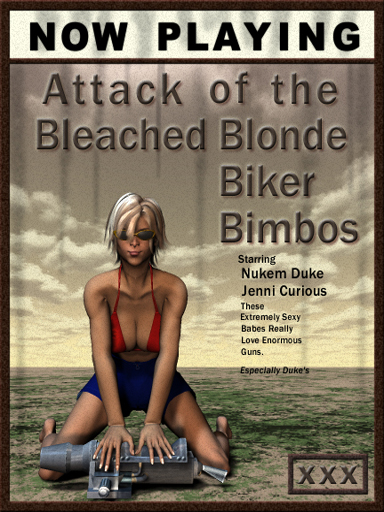 NOW PLAYING
Attack of the
Bleached Blonde
Biker
Bimbos
Starring
Nukem Duke
Jenni Curious
These
Extremely Sexy
Babes Really
Love Enormous
Guns.
Especially Duke's
XXX